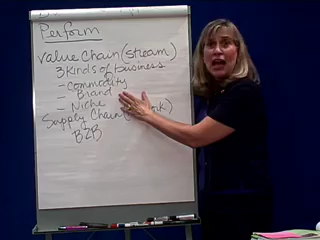 Perform
Value Chain (stream)
3 kinds of business
- commodity
- Brand
- Niche
Supply Chain
B2B